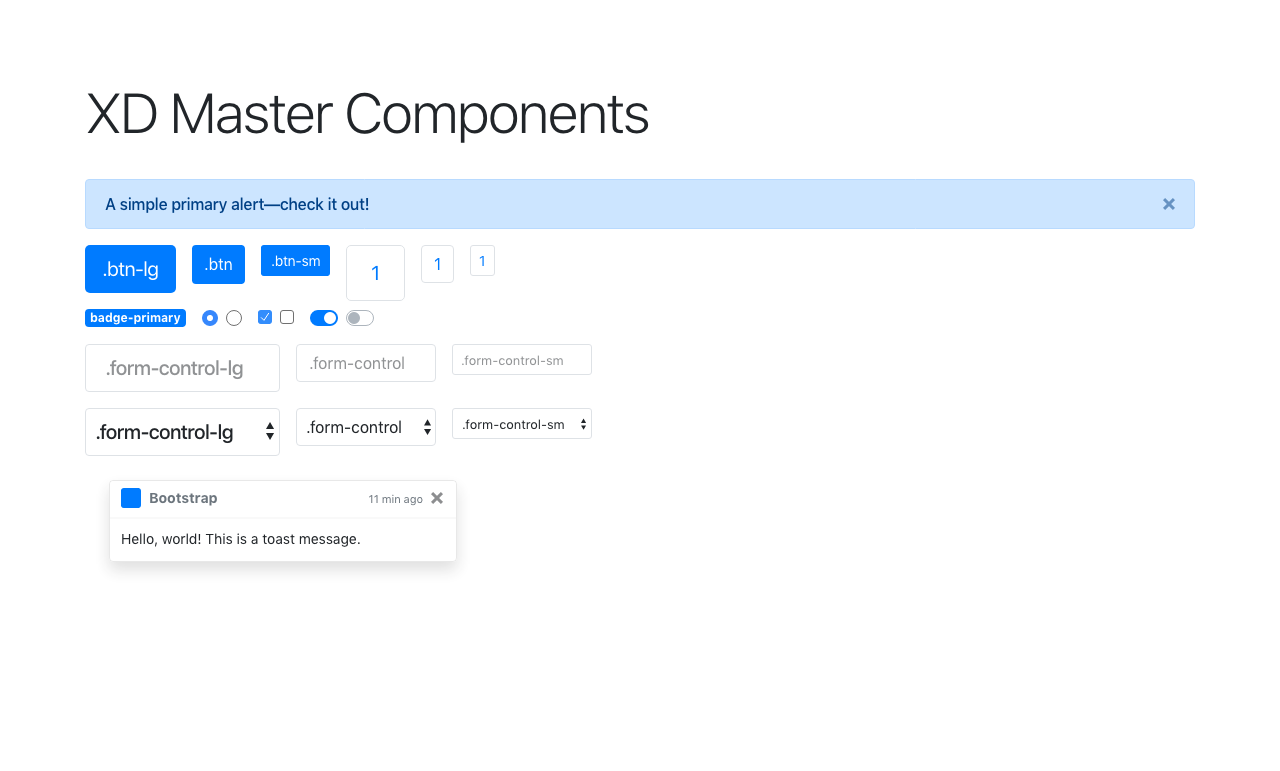 XD Master Components
A simple primary alert—check it out!
.btn-lg .btn .btn-sm 1 1 1
badge-primary
.form-control-lg .form-control .form-control-sm
.form-control-lg .form-control .form-control-sm
Bootstrap 11 min ago
Hello, world! This is a toast message.